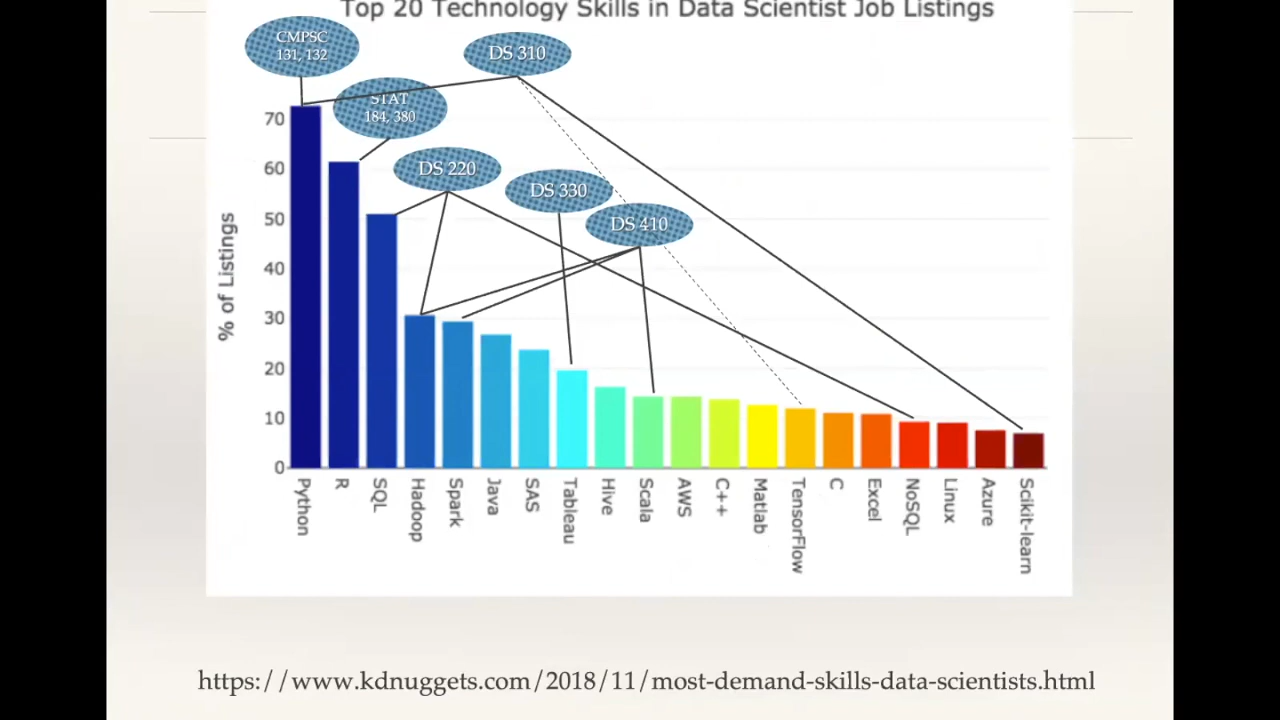 Top 20 Technology Skills in Data Scientist Job Listings
CMPSC
131, 132
DS 310
STAT
184, 380
DS 220
DS 330
DS 410
% of Listings
70
60
50
40
30
20
10
0
Python
R
SQL
Hadoop
Spark
Java
SAS
Tableau
Hive
Scala
AWS
C++
Matlab
TensorFlow
C
Excel
NoSQL
Linux
Azure
Scikit-learn
https://www.kdnuggets.com/2018/11/most-demand-skills-data-scientists.html